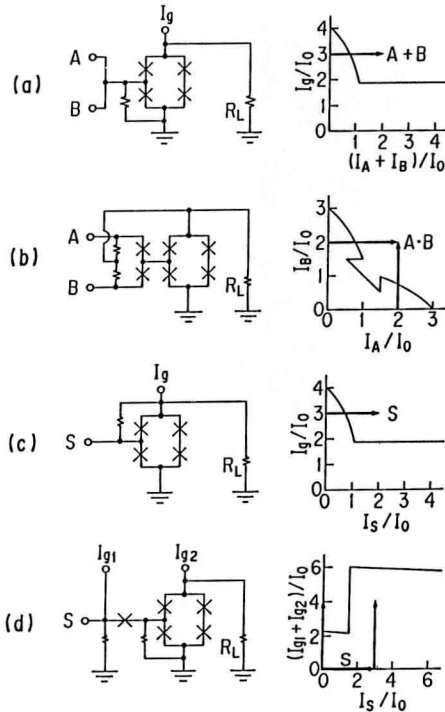 (a)
Ig
A
B
RL
Ig/I0
4
3
2
1
0
A+B
1 2 3 4
(IA+IB)/I0
(b)
A
B
RL
IB/I0
3
2
1
0
A·B
0 1 2 3
IA/I0
(c)
Ig
S
RL
Ig/I0
4
3
2
1
0
S
0 1 2 3 4
IS/I0
(d)
Ig1
Ig2
S
RL
(Ig1+Ig2)/I0
6
4
2
0
S
0 2 4 6
IS/I0